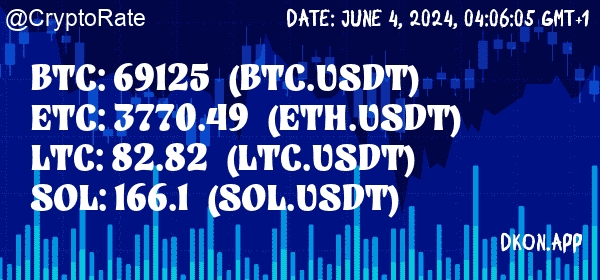 @CryptoRate
DATE: JUNE 4, 2024, 04:06:05 GMT+1
BTC: 69125 (BTC.USDT)
ETC: 3770.49 (ETH.USDT)
LTC: 82.82 (LTC.USDT)
SOL: 166.1 (SOL.USDT)
DKON.APP